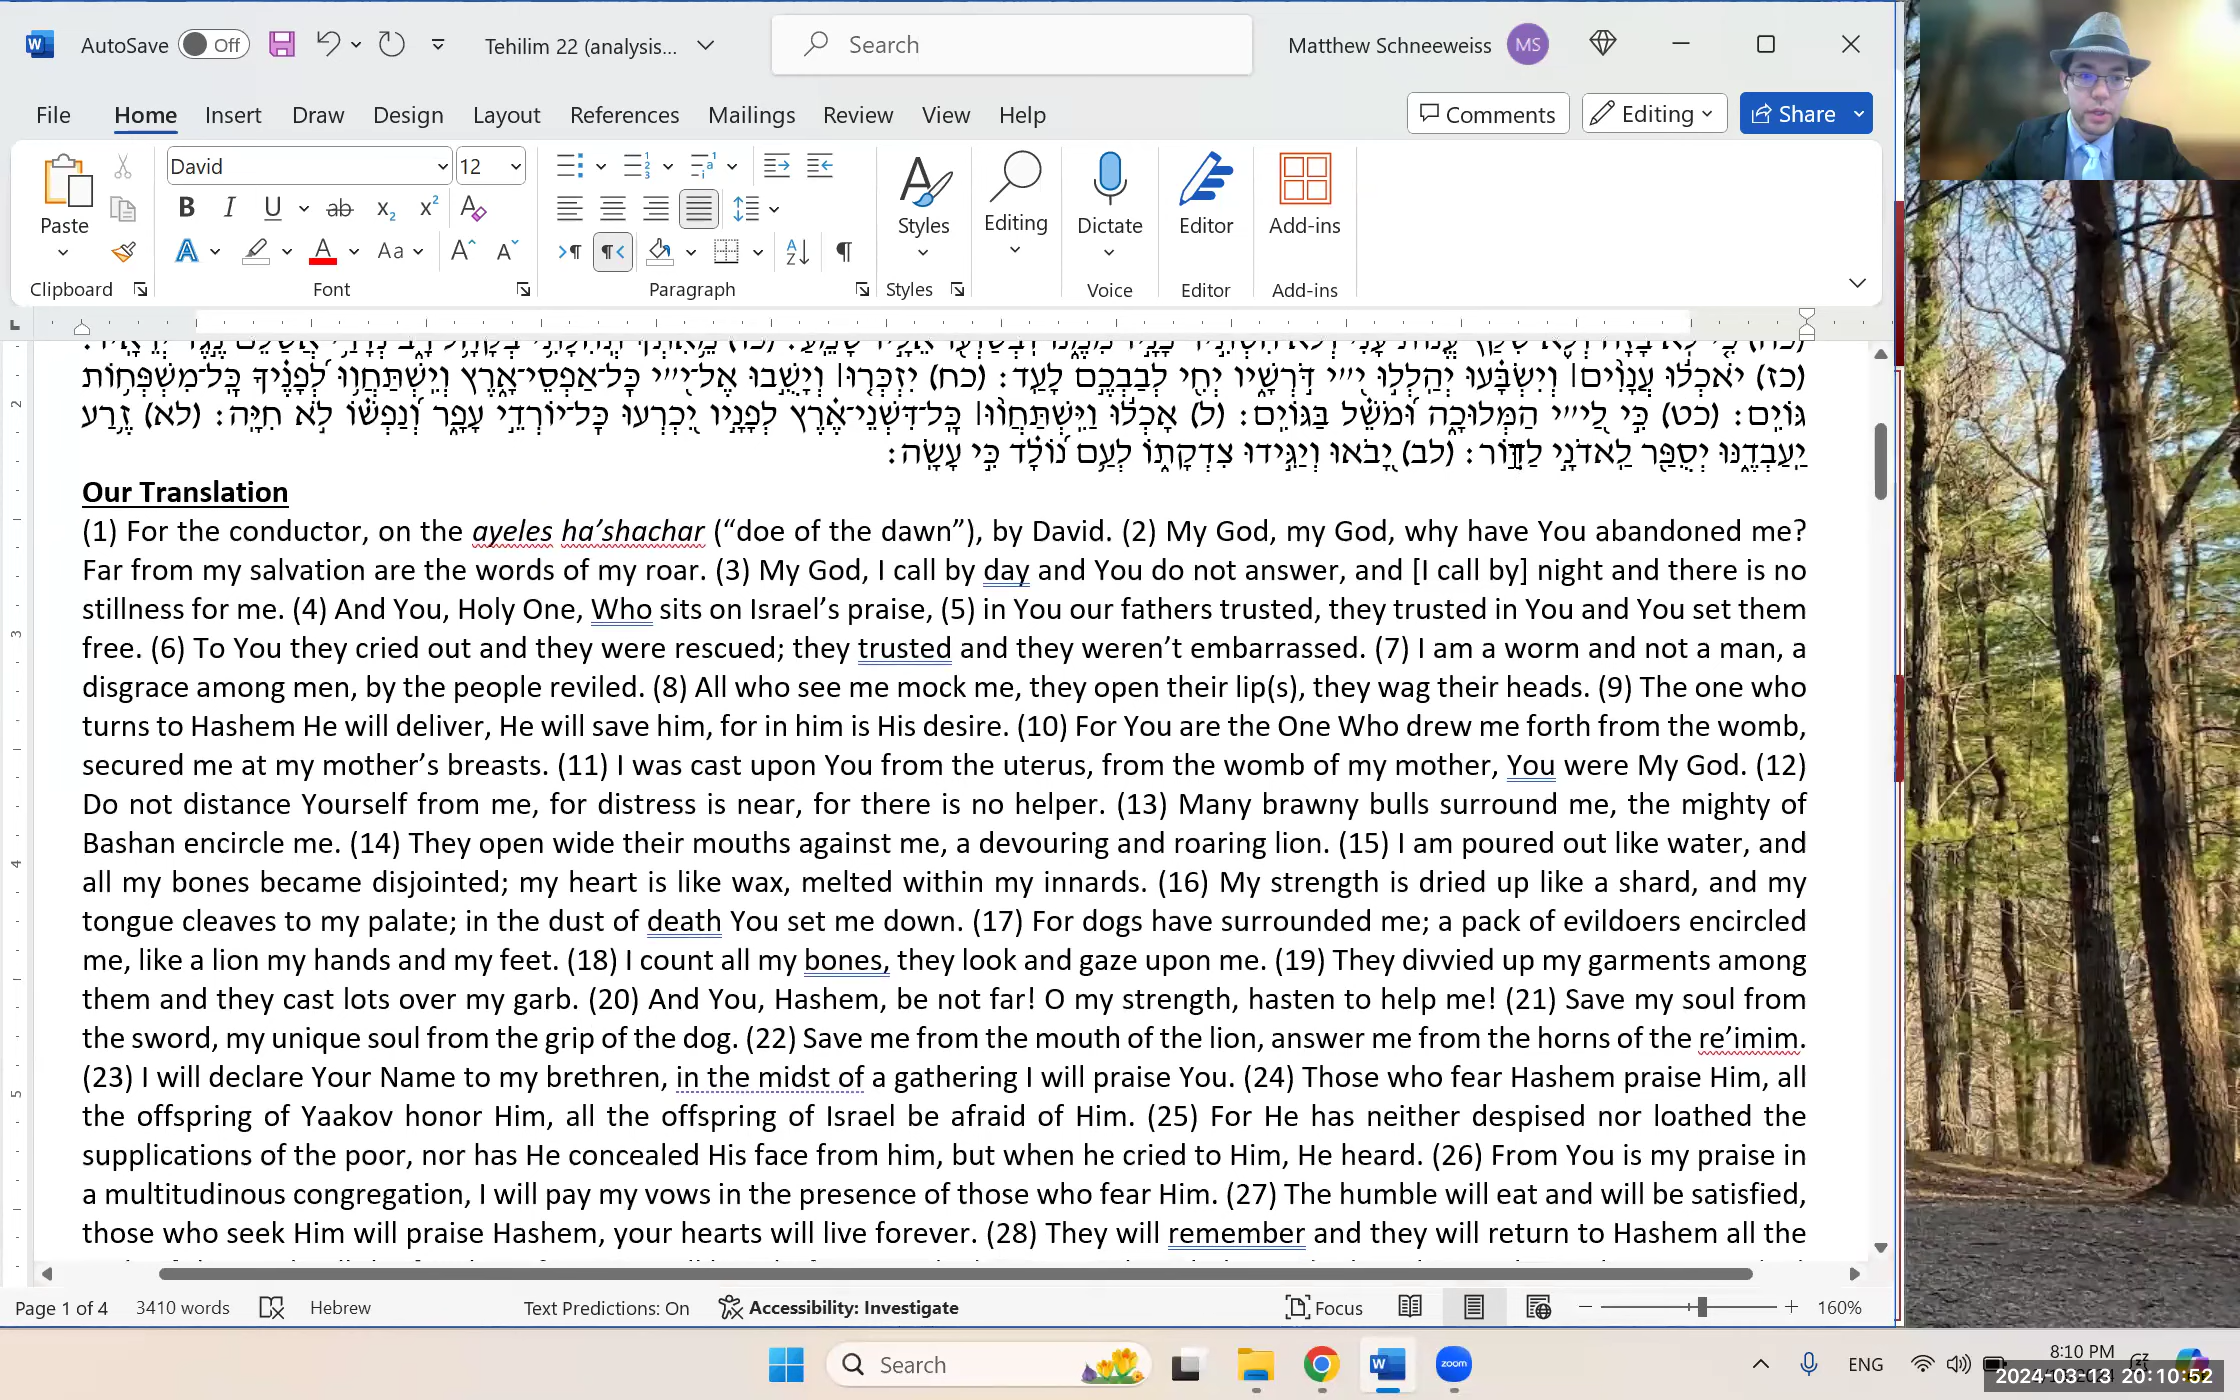 AutoSave Off Tehilim 22 (analysis... Search Matthew Schneeweiss MS
File Home Insert Draw Design Layout References Mailings Review View Help Comments Editing Share
David 12
Paste Styles Editing Dictate Editor Add-ins
Clipboard Font Paragraph Styles Voice Editor Add-ins
(כז) יֹאכְל֬וּ עֲנָוִ֨ים׀ וְיִשְׂבָּ֗עוּ יְהַֽלְל֣וּ יְ״י֣ דֹּ֣רְשָׁ֑יו יְחִ֖י לְבַבְכֶ֣ם לָעַֽד: (כח) יִזְכְּר֤וּ׀ וְיָשֻׁ֣בוּ אֶל־יְ֭״י כׇּל־אַפְסֵי־אָ֑רֶץ וְיִֽשְׁתַּחֲו֥וּ לְ֝פָנֶ֗יךָ כׇּֽל־מִשְׁפְּח֥וֹת
גּוֹיִֽם: (כט) כִּ֣י לַ֭י״י הַמְּלוּכָ֑ה וּ֝מֹשֵׁ֗ל בַּגּוֹיִֽם: (ל) אָכְל֬וּ וַיִּֽשְׁתַּחֲו֨וּ׀ כׇּֽל־דִּשְׁנֵי־אֶ֗רֶץ לְפָנָ֣יו יִ֭כְרְעוּ כׇּל־יוֹרְדֵ֣י עָפָ֑ר וְ֝נַפְשׁ֗וֹ לֹ֣א חִיָּֽה: (לא) זֶ֥רַע
יַֽעַבְדֶ֑נּוּ יְסֻפַּ֖ר לַאדֹנָ֣י לַדּֽוֹר: (לב) יָ֭בֹאוּ וְיַגִּ֣ידוּ צִדְקָת֑וֹ לְעַ֥ם נ֝וֹלָ֗ד כִּ֣י עָשָֽׂה:
Our Translation
(1) For the conductor, on the ayeles ha’shachar (“doe of the dawn”), by David. (2) My God, my God, why have You abandoned me?
Far from my salvation are the words of my roar. (3) My God, I call by day and You do not answer, and [I call by] night and there is no
stillness for me. (4) And You, Holy One, Who sits on Israel’s praise, (5) in You our fathers trusted, they trusted in You and You set them
free. (6) To You they cried out and they were rescued; they trusted and they weren’t embarrassed. (7) I am a worm and not a man, a
disgrace among men, by the people reviled. (8) All who see me mock me, they open their lip(s), they wag their heads. (9) The one who
turns to Hashem He will deliver, He will save him, for in him is His desire. (10) For You are the One Who drew me forth from the womb,
secured me at my mother’s breasts. (11) I was cast upon You from the uterus, from the womb of my mother, You were My God. (12)
Do not distance Yourself from me, for distress is near, for there is no helper. (13) Many brawny bulls surround me, the mighty of
Bashan encircle me. (14) They open wide their mouths against me, a devouring and roaring lion. (15) I am poured out like water, and
all my bones became disjointed; my heart is like wax, melted within my innards. (16) My strength is dried up like a shard, and my
tongue cleaves to my palate; in the dust of death You set me down. (17) For dogs have surrounded me; a pack of evildoers encircled
me, like a lion my hands and my feet. (18) I count all my bones, they look and gaze upon me. (19) They divvied up my garments among
them and they cast lots over my garb. (20) And You, Hashem, be not far! O my strength, hasten to help me! (21) Save my soul from
the sword, my unique soul from the grip of the dog. (22) Save me from the mouth of the lion, answer me from the horns of the re’imim.
(23) I will declare Your Name to my brethren, in the midst of a gathering I will praise You. (24) Those who fear Hashem praise Him, all
the offspring of Yaakov honor Him, all the offspring of Israel be afraid of Him. (25) For He has neither despised nor loathed the
supplications of the poor, nor has He concealed His face from him, but when he cried to Him, He heard. (26) From You is my praise in
a multitudinous congregation, I will pay my vows in the presence of those who fear Him. (27) The humble will eat and will be satisfied,
those who seek Him will praise Hashem, your hearts will live forever. (28) They will remember and they will return to Hashem all the
Page 1 of 4 3410 words Hebrew Text Predictions: On Accessibility: Investigate Focus 160%
Search zoom ENG 8:10 PM
2024-03-13 20:10:52